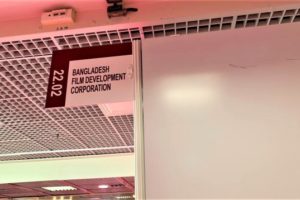 22.02
BANGLADESH
FILM DEVELOPMENT
CORPORATION